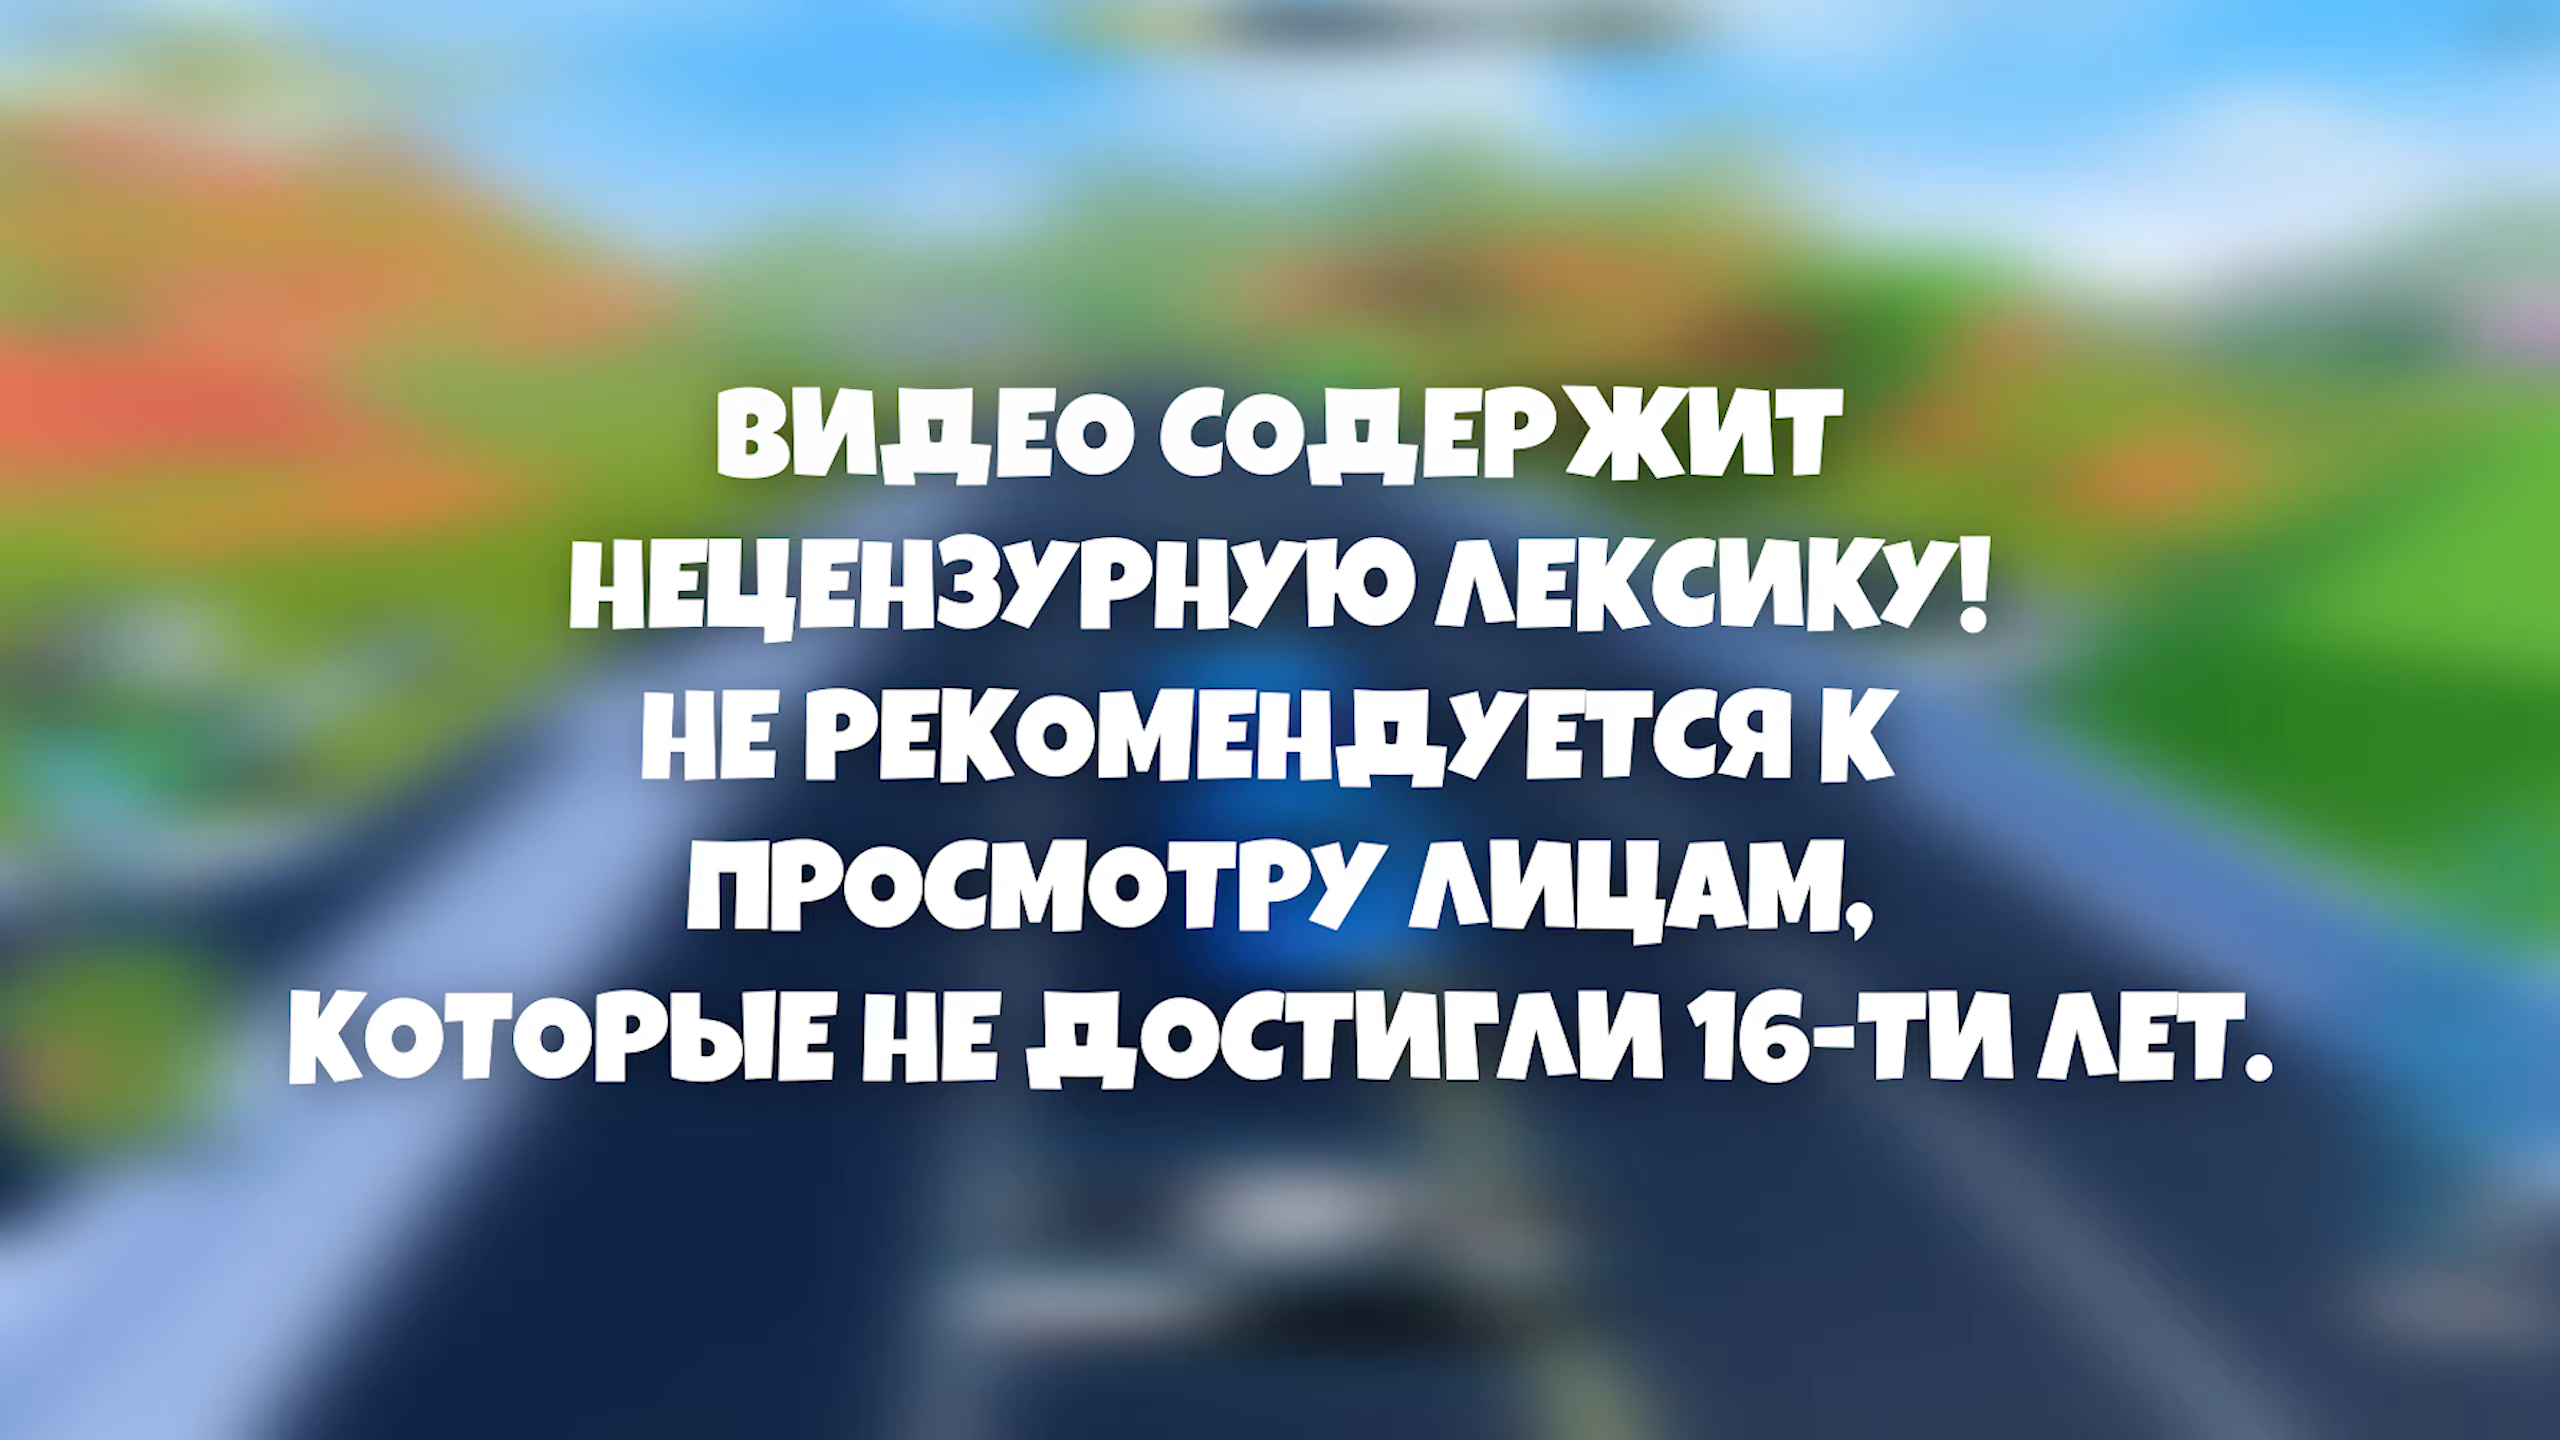 ВИДЕО СОДЕРЖИТ
НЕЦЕНЗУРНУЮ ЛЕКСИКУ!
НЕ РЕКОМЕНДУЕТСЯ К
ПРОСМОТРУ ЛИЦАМ,
КОТОРЫЕ НЕ ДОСТИГЛИ 16-ТИ ЛЕТ.